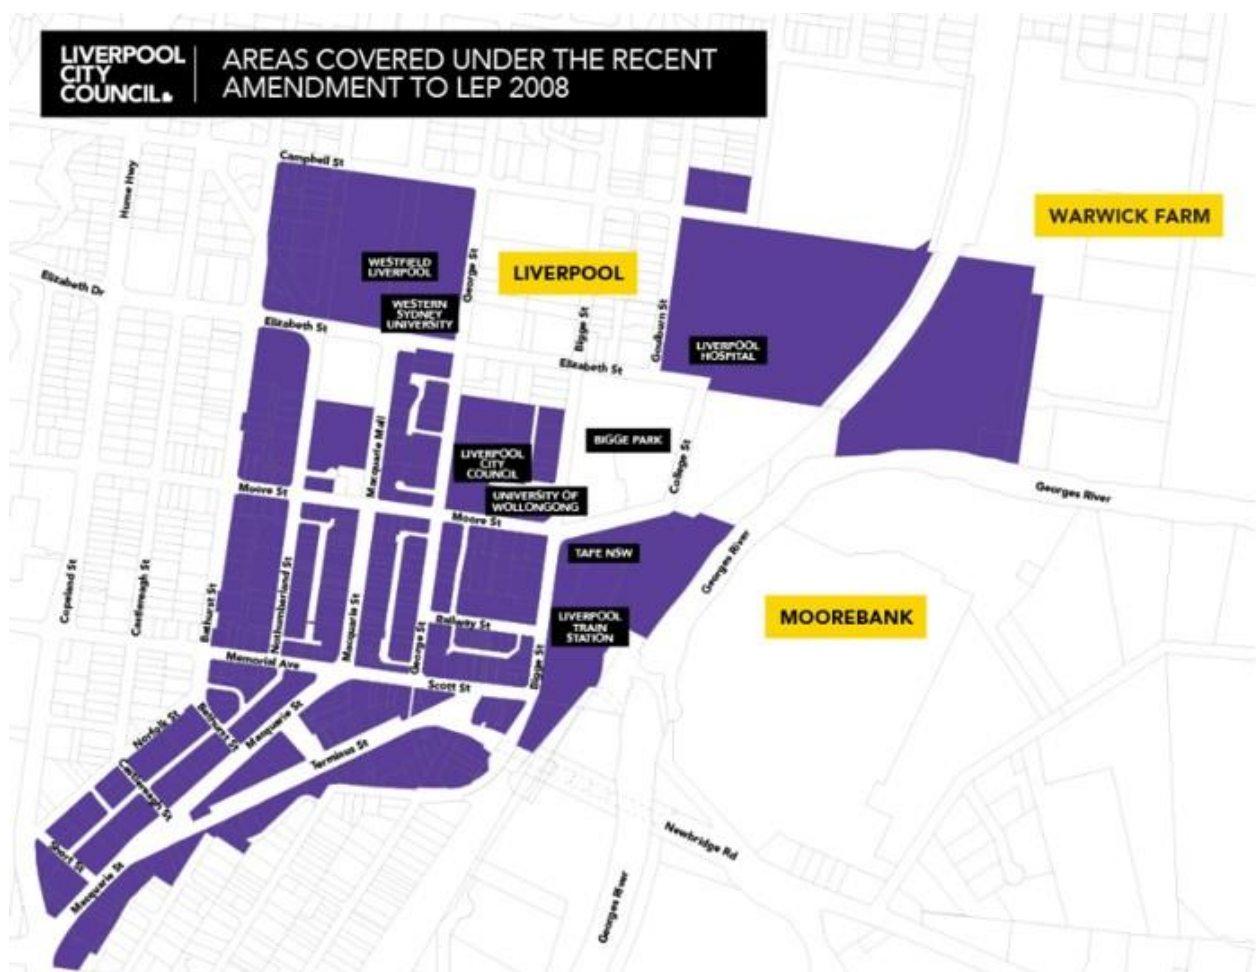 LIVERPOOL
CITY
COUNCIL
AREAS COVERED UNDER THE RECENT
AMENDMENT TO LEP 2008
Campbell St
Hume Hwy
WARWICK FARM
WESTFIELD
LIVERPOOL
George St
LIVERPOOL
Elizabeth Dr
WESTERN
SYDNEY
UNIVERSITY
Bigge St
Goulburn St
Elizabeth St
LIVERPOOL
HOSPITAL
Elizabeth St
Macquarie Mall
BIGGE PARK
LIVERPOOL
CITY
COUNCIL
College St
Moore St
UNIVERSITY OF
WOLLONGONG
Georges River
Moore St
TAFE NSW
Georges River
Copeland St
Castlereagh St
Bathurst St
Nothumberland St
Macquarie St
George St
Railway St
LIVERPOOL
TRAIN
STATION
MOOREBANK
Bigge St
Memorial Ave
Scott St
Norfolk St
Bathurst St
Macquarie St
Terminus St
Castlereagh St
Short St
Macquarie St
Newbridge Rd
Georges River